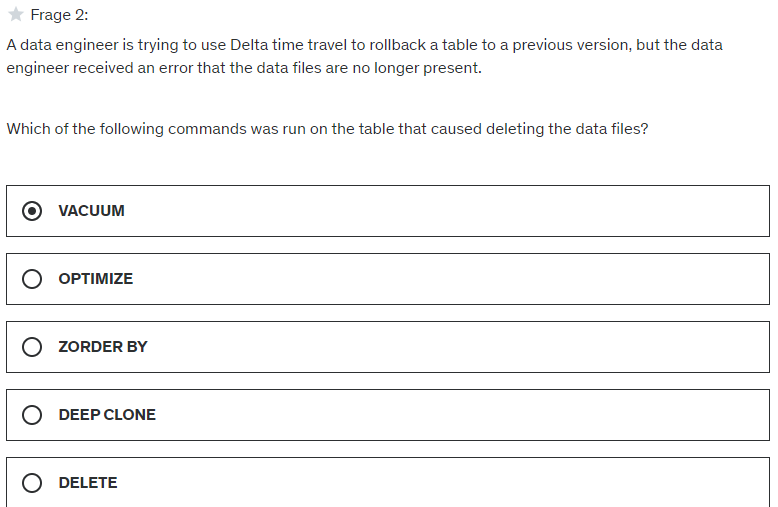 Frage 2:
A data engineer is trying to use Delta time travel to rollback a table to a previous version, but the data
engineer received an error that the data files are no longer present.
Which of the following commands was run on the table that caused deleting the data files?
VACUUM
OPTIMIZE
ZORDER BY
DEEP CLONE
DELETE